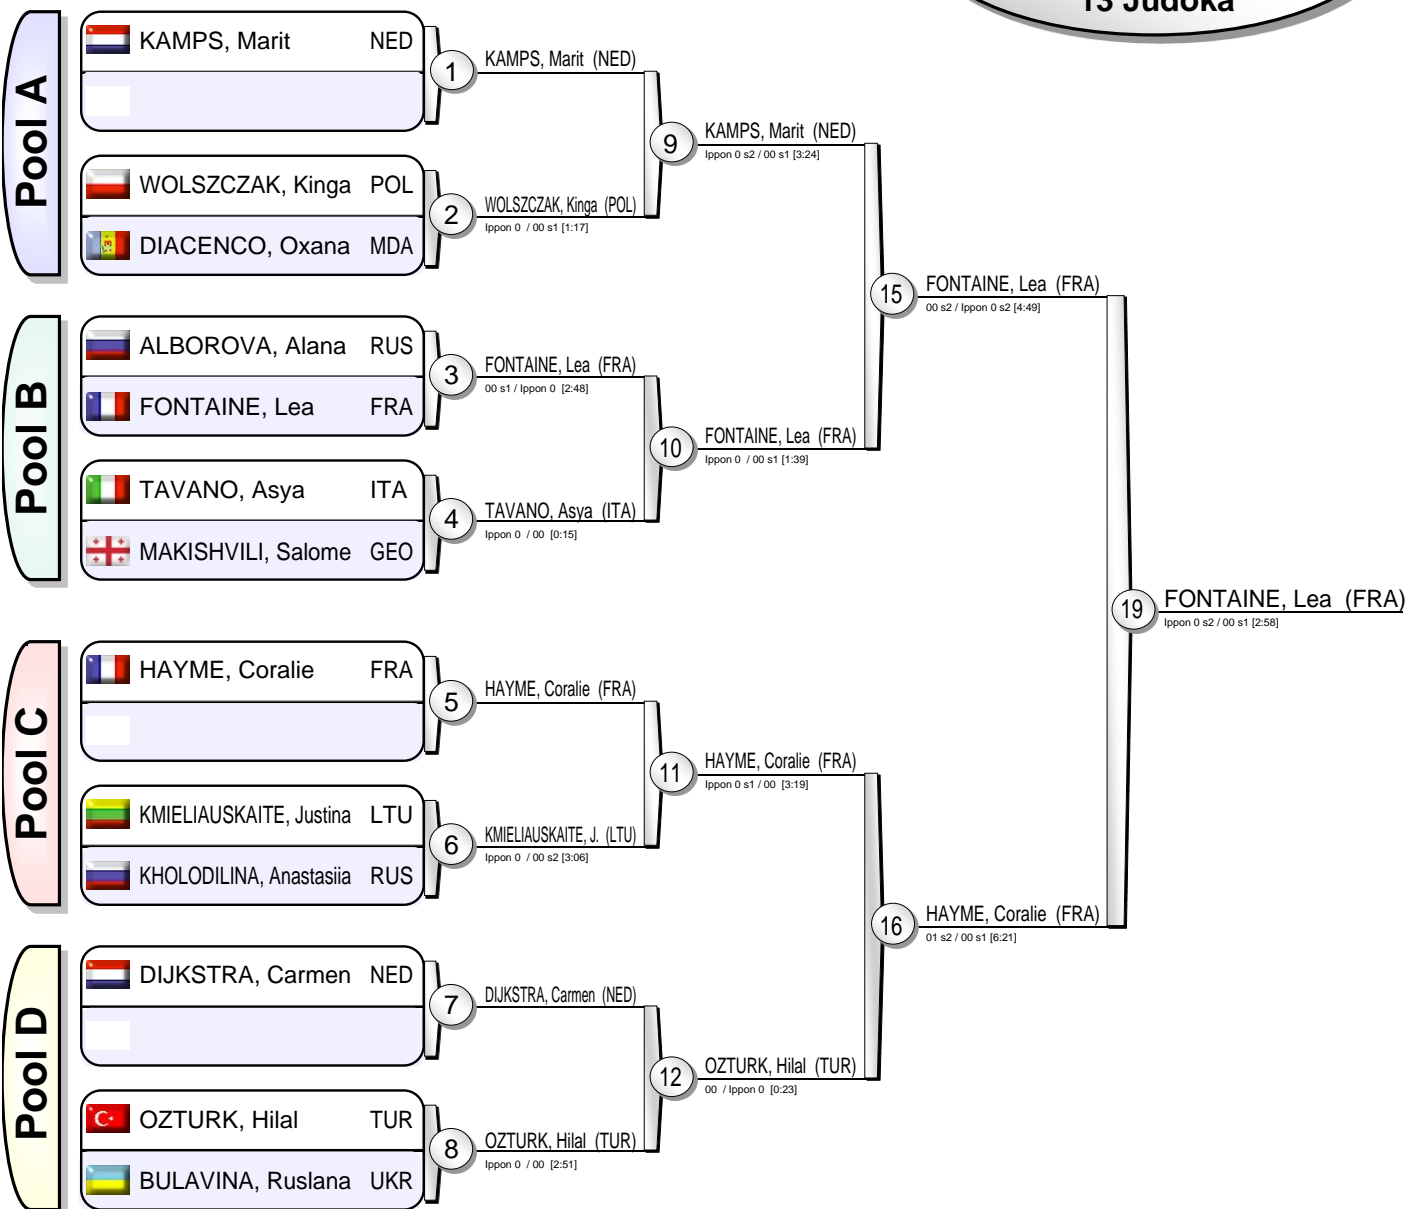 13 Judoka
Pool A
KAMPS, Marit NED
WOLSZCZAK, Kinga POL
DIACENCO, Oxana MDA
Pool B
ALBOROVA, Alana RUS
FONTAINE, Lea FRA
TAVANO, Asya ITA
MAKISHVILI, Salome GEO
Pool C
HAYME, Coralie FRA
KMIELIAUSKAITE, Justina LTU
KHOLODILINA, Anastasiia RUS
Pool D
DIJKSTRA, Carmen NED
OZTURK, Hilal TUR
BULAVINA, Ruslana UKR
1
KAMPS, Marit (NED)
2
WOLSZCZAK, Kinga (POL)
Ippon 0 / 00 s1 [1:17]
3
FONTAINE, Lea (FRA)
00 s1 / Ippon 0 [2:48]
4
TAVANO, Asya (ITA)
Ippon 0 / 00 [0:15]
5
HAYME, Coralie (FRA)
6
KMIELIAUSKAITE, J. (LTU)
Ippon 0 / 00 s2 [3:06]
7
DIJKSTRA, Carmen (NED)
8
OZTURK, Hilal (TUR)
Ippon 0 / 00 [2:51]
9
KAMPS, Marit (NED)
Ippon 0 s2 / 00 s1 [3:24]
10
FONTAINE, Lea (FRA)
Ippon 0 / 00 s1 [1:39]
11
HAYME, Coralie (FRA)
Ippon 0 s1 / 00 [3:19]
12
OZTURK, Hilal (TUR)
00 / Ippon 0 [0:23]
15
FONTAINE, Lea (FRA)
00 s2 / Ippon 0 s2 [4:49]
16
HAYME, Coralie (FRA)
01 s2 / 00 s1 [6:21]
19
FONTAINE, Lea (FRA)
Ippon 0 s2 / 00 s1 [2:58]